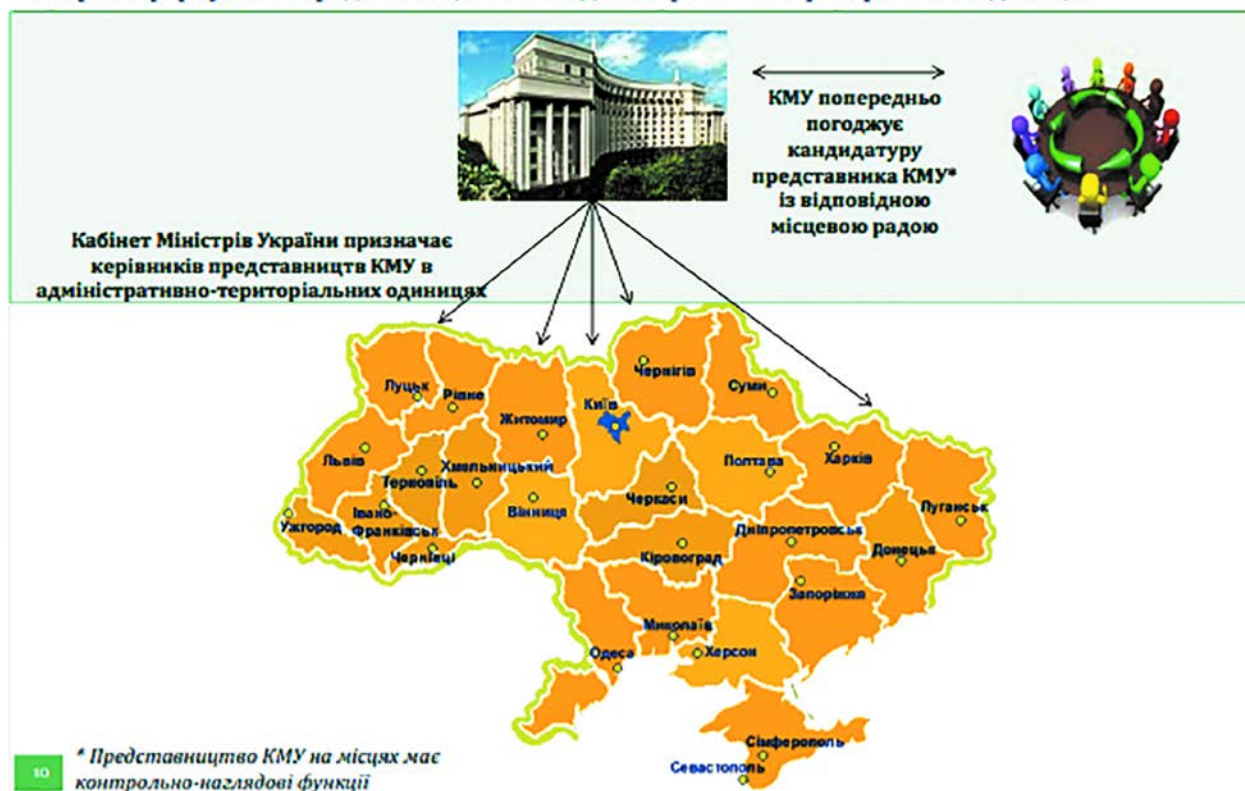 КМУ попередньо
погоджує
кандидатуру
представника КМУ*
із відповідною
місцевою радою
Кабінет Міністрів України призначає
керівників представництв КМУ в
адміністративно-територіальних одиницях
Чернігів
Суми
Луцьк
Рівне
Київ
Житомир
Львів
Хмельницький
Полтава
Харків
Тернопіль
Черкаси
Вінниця
Луганськ
Івано-
Франківськ
Ужгород
Дніпропетровськ
Донецьк
Чернівці
Кіровоград
Запоріжжя
Миколаїв
Одеса
Херсон
Сімферополь
Севастополь
10
* Представництво КМУ на місцях має
контрольно-наглядові функції